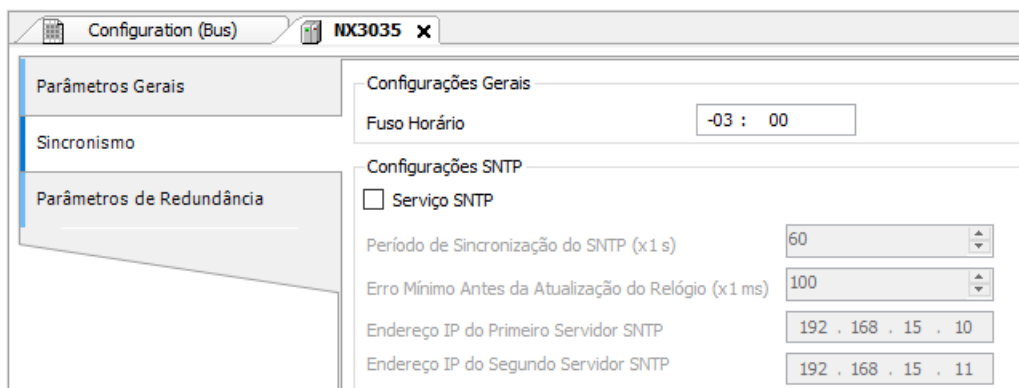 Configuration (Bus) NX3035
Parâmetros Gerais
Sincronismo
Parâmetros de Redundância
Configurações Gerais
Fuso Horário -03 : 00
Configurações SNTP
Serviço SNTP
Período de Sincronização do SNTP (x1 s) 60
Erro Mínimo Antes da Atualização do Relógio (x1 ms) 100
Endereço IP do Primeiro Servidor SNTP 192 . 168 . 15 . 10
Endereço IP do Segundo Servidor SNTP 192 . 168 . 15 . 11